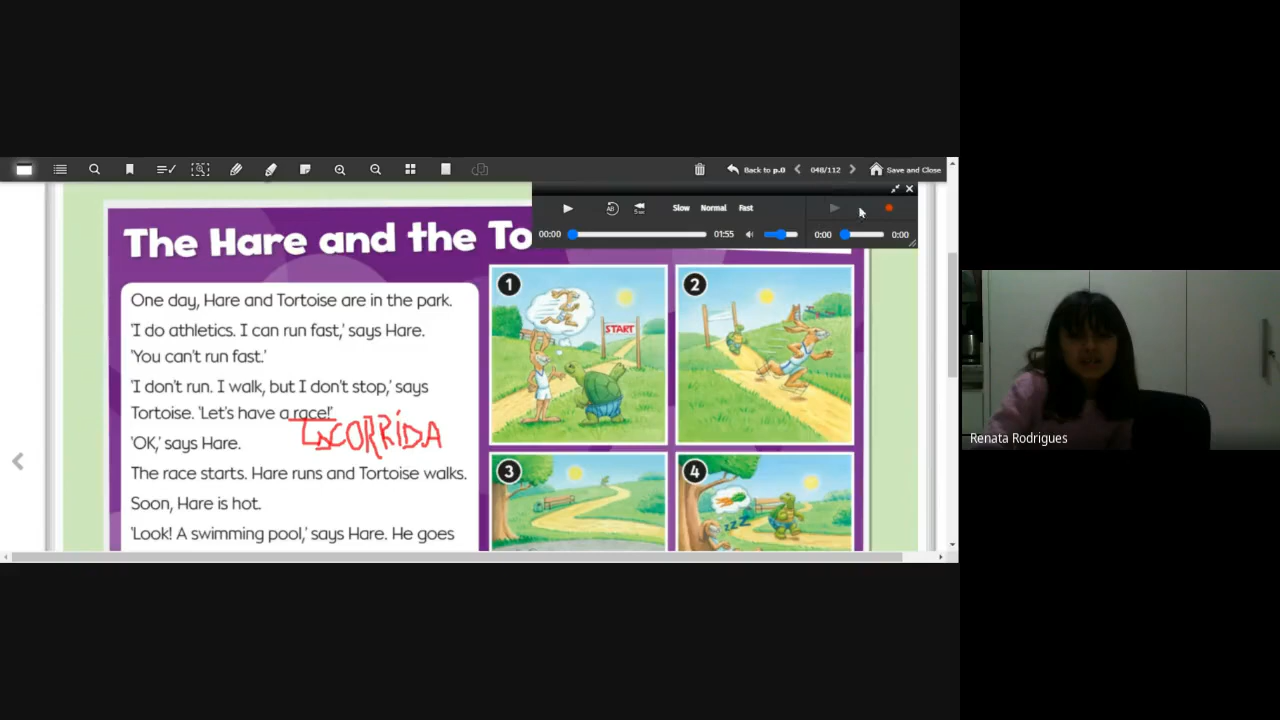 Back to p.0
048/112
Save and Close
AB
5sec
Slow
Normal
Fast
00:00
01:55
0:00
0:00
The Hare and the To
One day, Hare and Tortoise are in the park.
'I do athletics. I can run fast,' says Hare.
'You can't run fast.'
'I don't run. I walk, but I don't stop,' says
Tortoise. 'Let's have a race!'
CORRIDA
'OK,' says Hare.
The race starts. Hare runs and Tortoise walks.
Soon, Hare is hot.
'Look! A swimming pool,' says Hare. He goes
1
START
2
3
4
zzZ
Renata Rodrigues